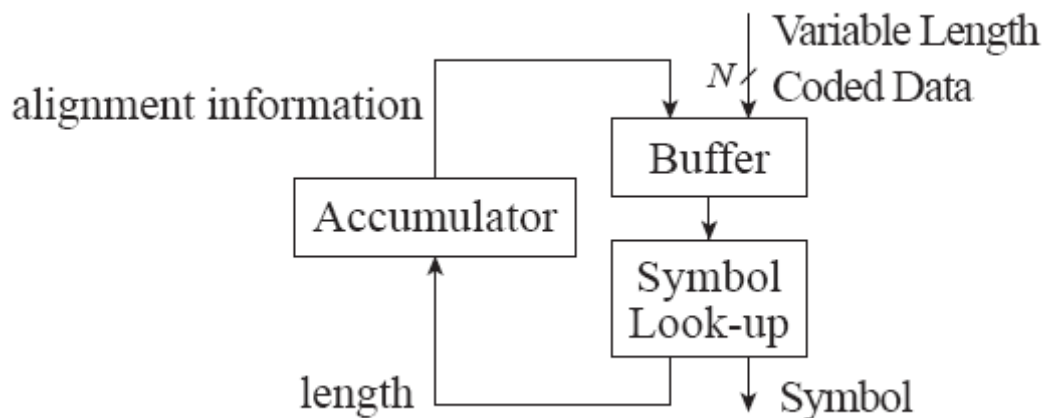 Variable Length
N
Coded Data
alignment information
Buffer
Accumulator
Symbol
Look-up
length
Symbol